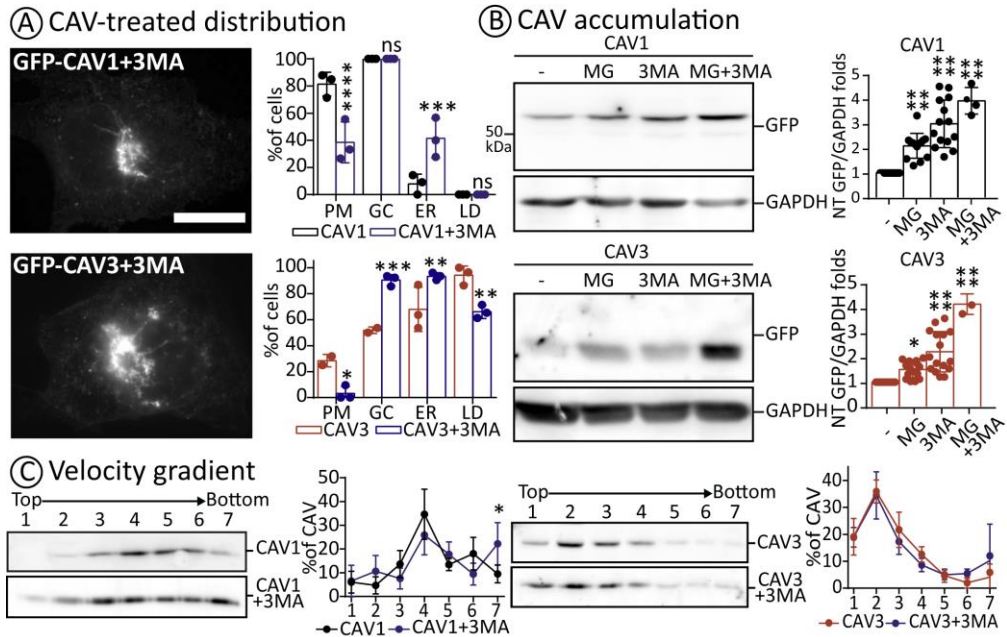 A CAV-treated distribution
GFP-CAV1+3MA
%of cells
100
80
60
40
20
0
****
ns
***
ns
PM GC ER LD
CAV1 CAV1+3MA
GFP-CAV3+3MA
%of cells
100
80
60
40
20
0
*
***
**
**
PM GC ER LD
CAV3 CAV3+3MA
B CAV accumulation
CAV1
- MG 3MA MG+3MA
50
kDa
GFP
GAPDH
CAV1
NT GFP/GAPDH folds
5
4
3
2
1
0
****
****
****
- MG 3MA MG +3MA
CAV3
- MG 3MA MG+3MA
GFP
GAPDH
CAV3
NT GFP/GAPDH folds
5
4
3
2
1
0
*
****
****
- MG 3MA MG +3MA
C Velocity gradient
Top Bottom
1 2 3 4 5 6 7
CAV1
CAV1
+3MA
%of CAV
50
40
30
20
10
0
*
1 2 3 4 5 6 7
CAV1 CAV1+3MA
Top Bottom
1 2 3 4 5 6 7
CAV3
CAV3
+3MA
%of CAV
50
40
30
20
10
0
1 2 3 4 5 6 7
CAV3 CAV3+3MA